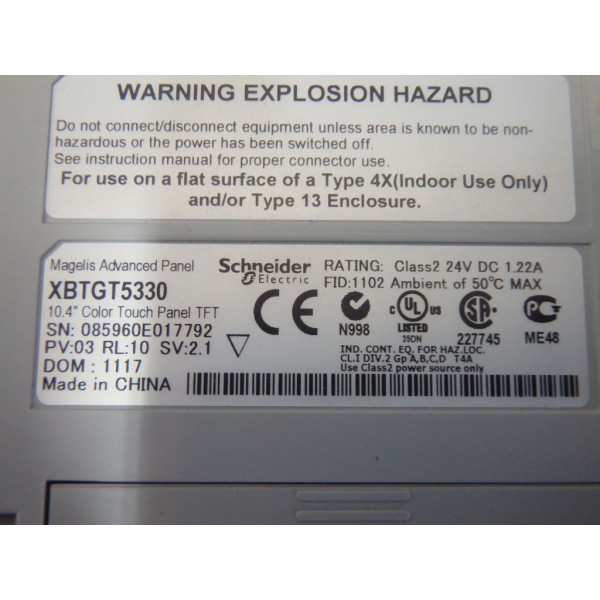 WARNING EXPLOSION HAZARD
Do not connect/disconnect equipment unless area is known to be non-
hazardous or the power has been switched off.
See instruction manual for proper connector use.
For use on a flat surface of a Type 4X(Indoor Use Only)
and/or Type 13 Enclosure.
Magelis Advanced Panel
XBTGT5330
10.4" Color Touch Panel TFT
SN: 085960E017792
PV:03 RL:10 SV:2.1
DOM : 1117
Made in CHINA
Schneider
Electric
CE
RATING: Class2 24V DC 1.22A
FID:1102 Ambient of 50℃ MAX
N998
C UL US
LISTED
35DN
SA
227745
ME48
IND. CONT. EQ. FOR HAZ.LOC.
CL.I DIV.2 Gp A,B,C,D T4A
Use Class2 power source only